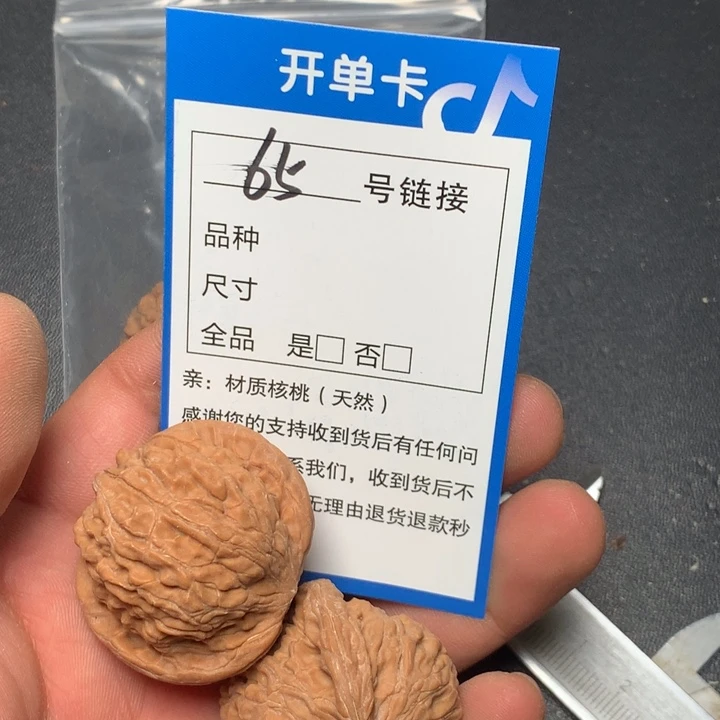 开单卡
65 号链接
品种
尺寸
全品 是□ 否□
亲：材质核桃（天然）
感谢您的支持收到货后有任何问
系我们，收到货后不
无理由退货退款秒